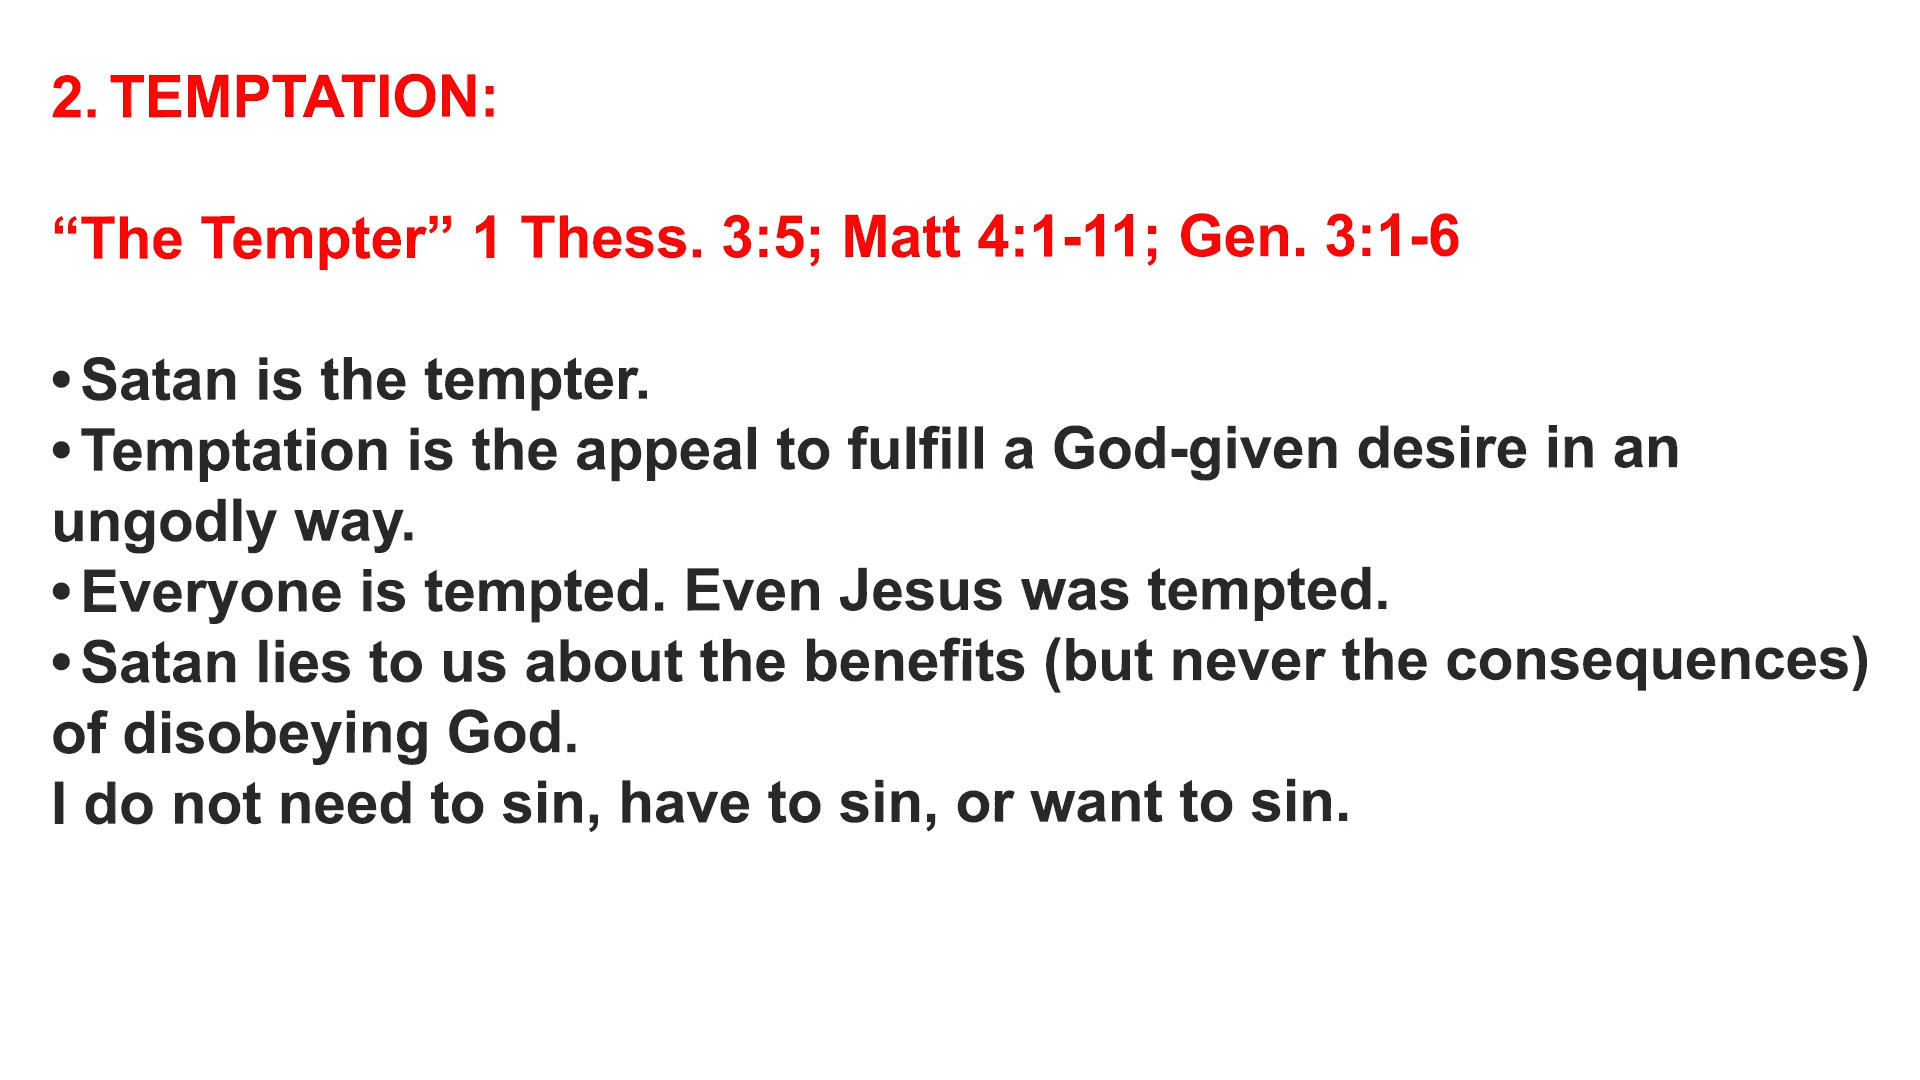 2. TEMPTATION:
“The Tempter” 1 Thess. 3:5; Matt 4:1-11; Gen. 3:1-6
• Satan is the tempter.
• Temptation is the appeal to fulfill a God-given desire in an
ungodly way.
• Everyone is tempted. Even Jesus was tempted.
• Satan lies to us about the benefits (but never the consequences)
of disobeying God.
I do not need to sin, have to sin, or want to sin.